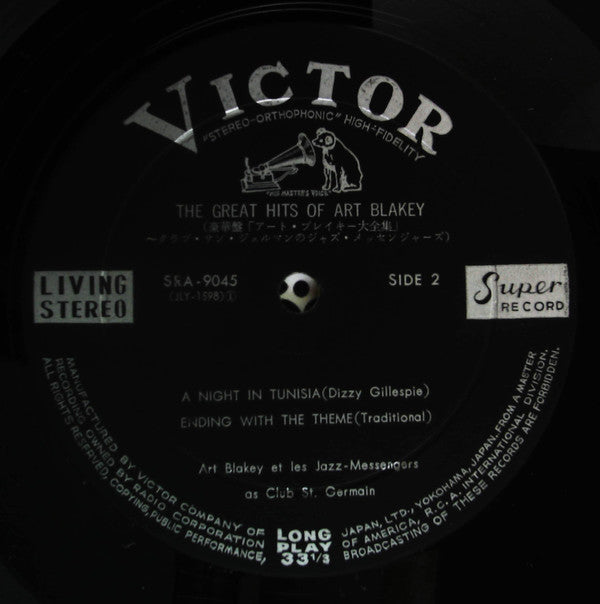 VICTOR
"STEREO-ORTHOPHONIC" HIGH-FIDELITY
"HIS MASTER'S VOICE"
THE GREAT HITS OF ART BLAKEY
(豪華盤「アート・ブレイキー大全集」
〜クラブ・サン・ジェルマンのジャズ・メッセンジャーズ)
LIVING
STEREO
SRA-9045
(JLY-1598)①
SIDE 2
Super
RECORD
A NIGHT IN TUNISIA(Dizzy Gillespie)
ENDING WITH THE THEME(Traditional)
Art Blakey et les Jazz-Messengers
as Club St. Germain
MANUFACTURED BY VICTOR COMPANY OF JAPAN, LTD., YOKOHAMA, JAPAN. FROM A MASTER
RECORDING OWNED BY RADIO CORPORATION OF AMERICA, R.C.A. INTERNATIONAL DIVISION.
ALL RIGHTS RESERVED, COPYING, PUBLIC PERFORMANCE, BROADCASTING OF THESE RECORDS ARE FORBIDDEN.
LONG
PLAY
33 1/3